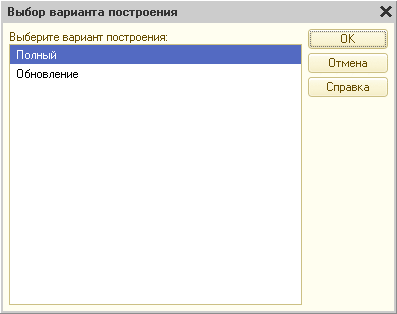 Выбор варианта построения
Выберите вариант построения:
Полный
Обновление
OK
Отмена
Справка